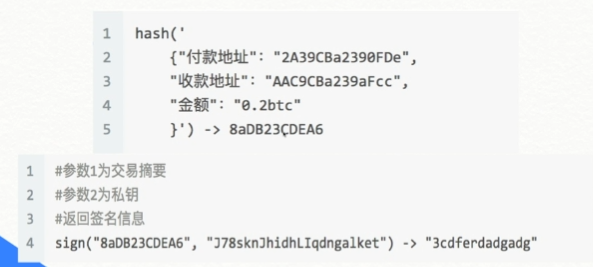 1 hash('
2 {"付款地址": "2A39CBa2390FDe",
3 "收款地址": "AAC9CBa239aFcc",
4 "金额": "0.2btc"
5 }') -> 8aDB23CDEA6
1 #参数1为交易摘要
2 #参数2为私钥
3 #返回签名信息
4 sign("8aDB23CDEA6", "J78sknJhidhLIqdngalket") -> "3cdferdadgadg"